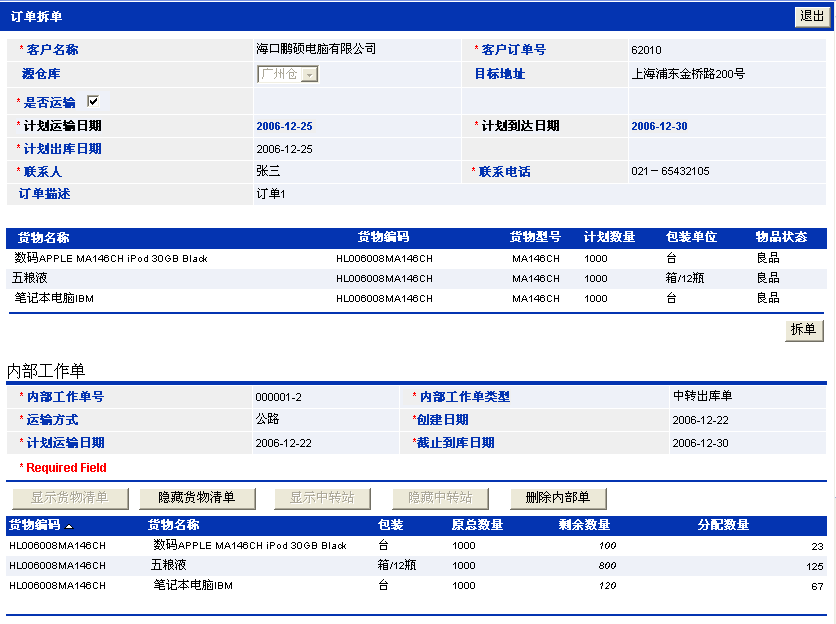 订单拆单 退出
*客户名称 海口鹏硕电脑有限公司 *客户订单号 62010
源仓库 广州仓 目标地址 上海浦东金桥路200号
*是否运输
*计划运输日期 2006-12-25 *计划到达日期 2006-12-30
*计划出库日期 2006-12-25
*联系人 张三 *联系电话 021－65432105
订单描述 订单1
货物名称 货物编码 货物型号 计划数量 包装单位 物品状态
数码APPLE MA146CH iPod 30GB Black HL006008MA146CH MA146CH 1000 台 良品
五粮液 HL006008MA146CH MA146CH 1000 箱/12瓶 良品
笔记本电脑IBM HL006008MA146CH MA146CH 1000 台 良品
拆单
内部工作单
*内部工作单号 000001-2 *内部工作单类型 中转出库单
*运输方式 公路 *创建日期 2006-12-22
*计划运输日期 2006-12-22 *截止到库日期 2006-12-30
*Required Field
显示货物清单 隐藏货物清单 显示中转站 隐藏中转站 删除内部单
货物编码 货物名称 包装 原总数量 剩余数量 分配数量
HL006008MA146CH 数码APPLE MA146CH iPod 30GB Black 台 1000 100 23
HL006008MA146CH 五粮液 箱/12瓶 1000 800 125
HL006008MA146CH 笔记本电脑IBM 台 1000 120 67